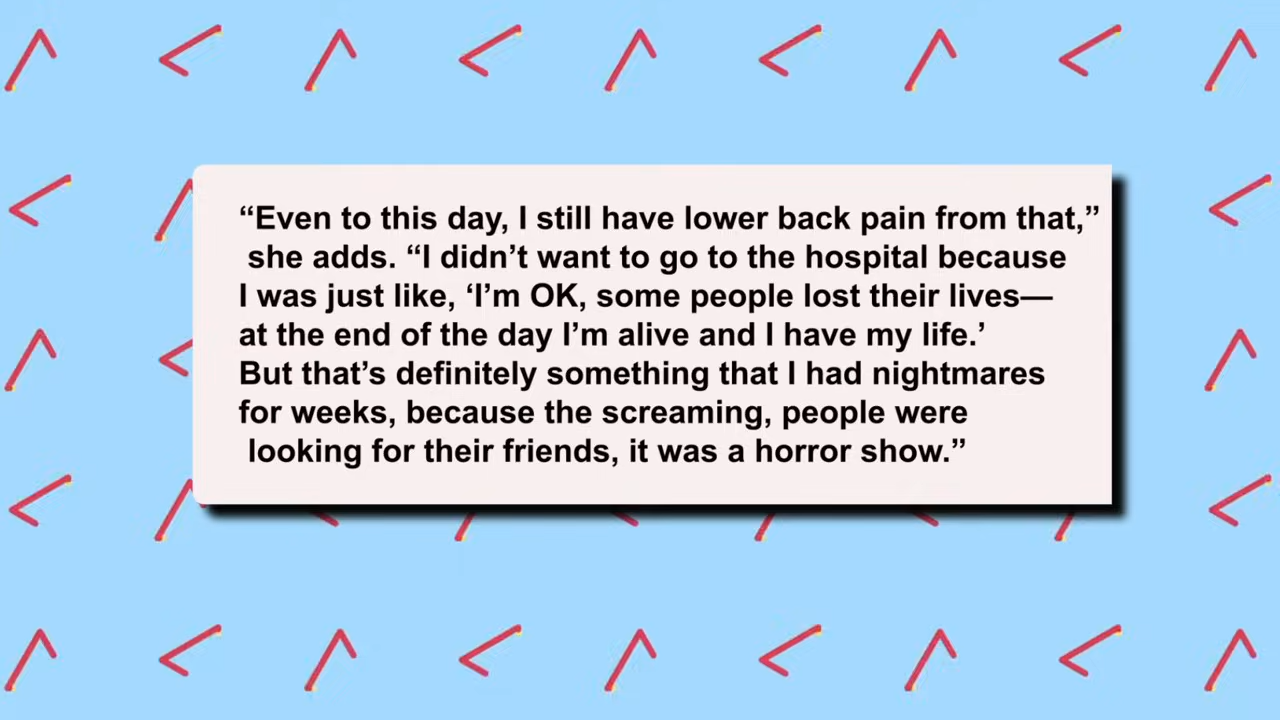 “Even to this day, I still have lower back pain from that,”
she adds. “I didn’t want to go to the hospital because
I was just like, ‘I’m OK, some people lost their lives—
at the end of the day I’m alive and I have my life.’
But that’s definitely something that I had nightmares
for weeks, because the screaming, people were
looking for their friends, it was a horror show.”